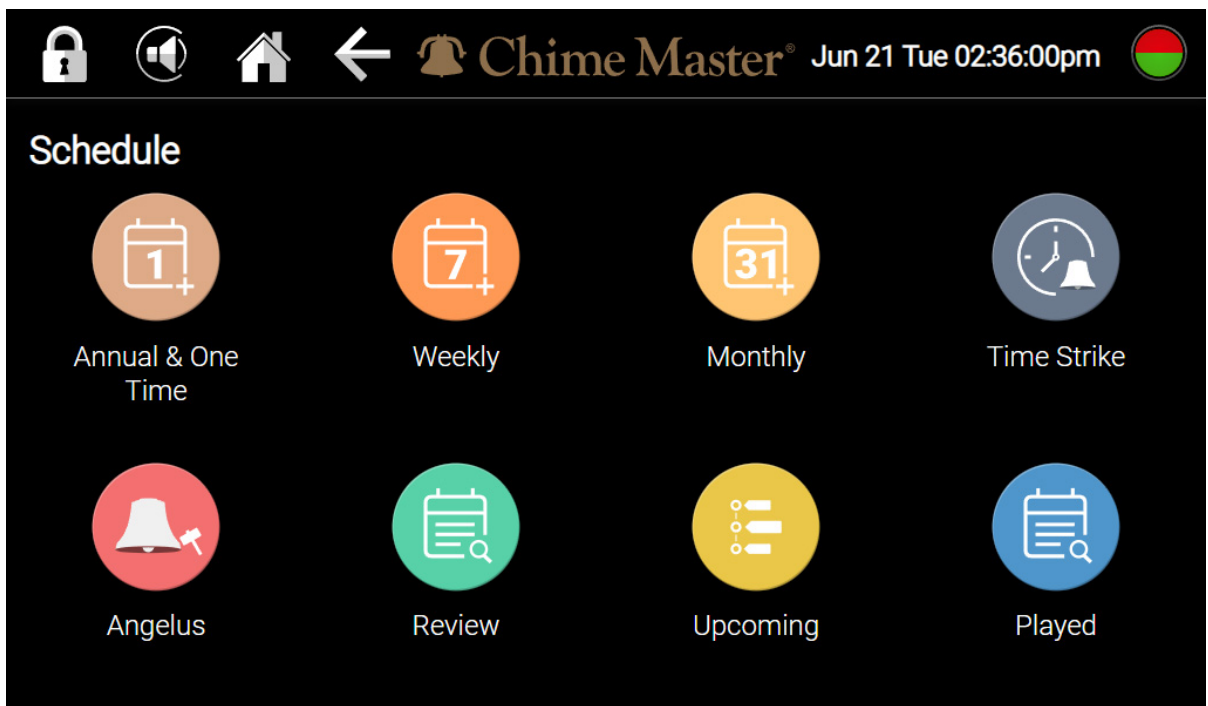 Chime Master® Jun 21 Tue 02:36:00pm
Schedule
1 7 31
Annual & One Weekly Monthly Time Strike
Time
Angelus Review Upcoming Played